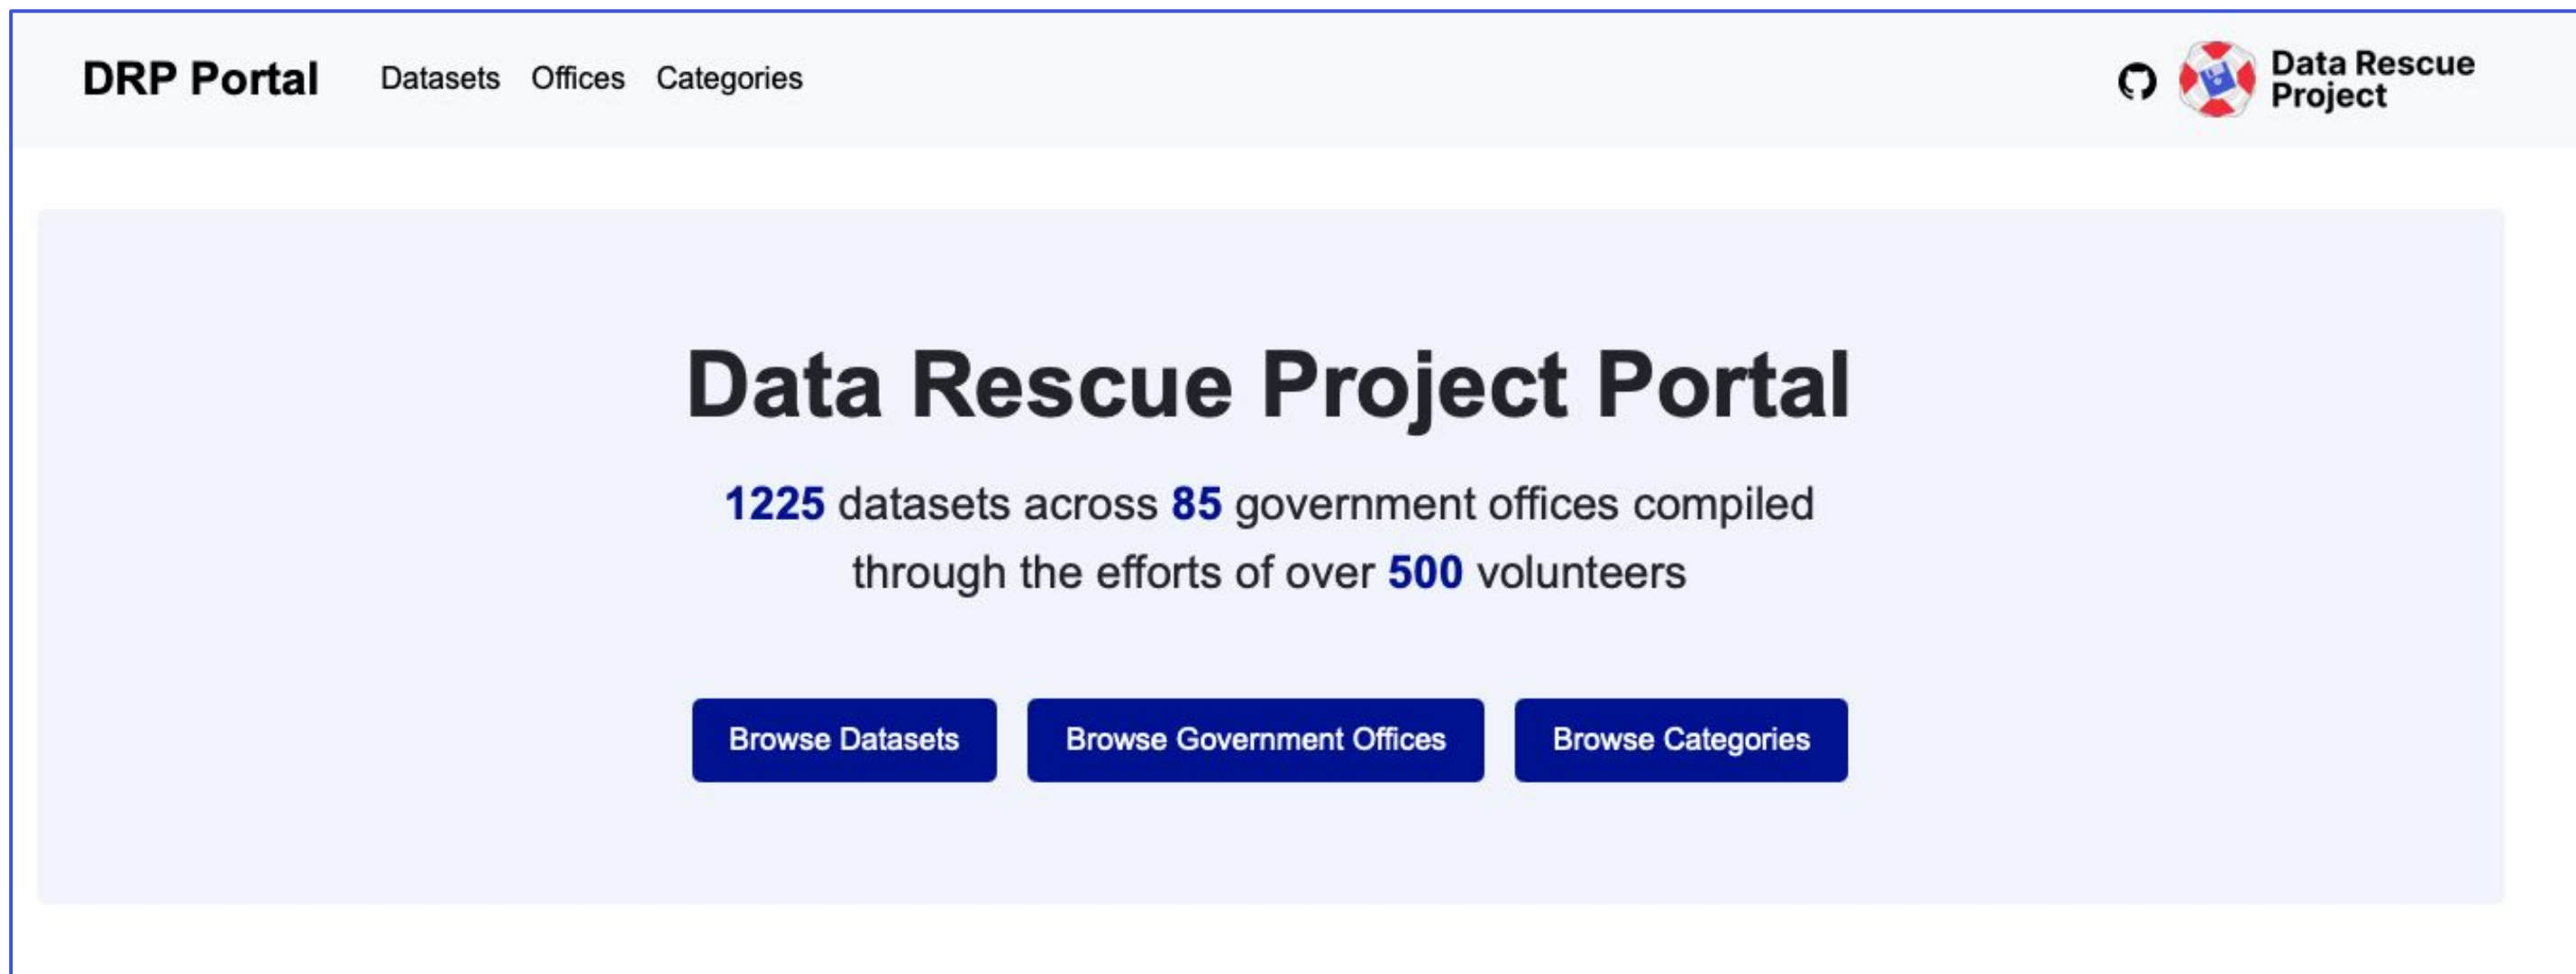 DRP Portal Datasets Offices Categories
Data Rescue
Project
Data Rescue Project Portal
1225 datasets across 85 government offices compiled
through the efforts of over 500 volunteers
Browse Datasets Browse Government Offices Browse Categories